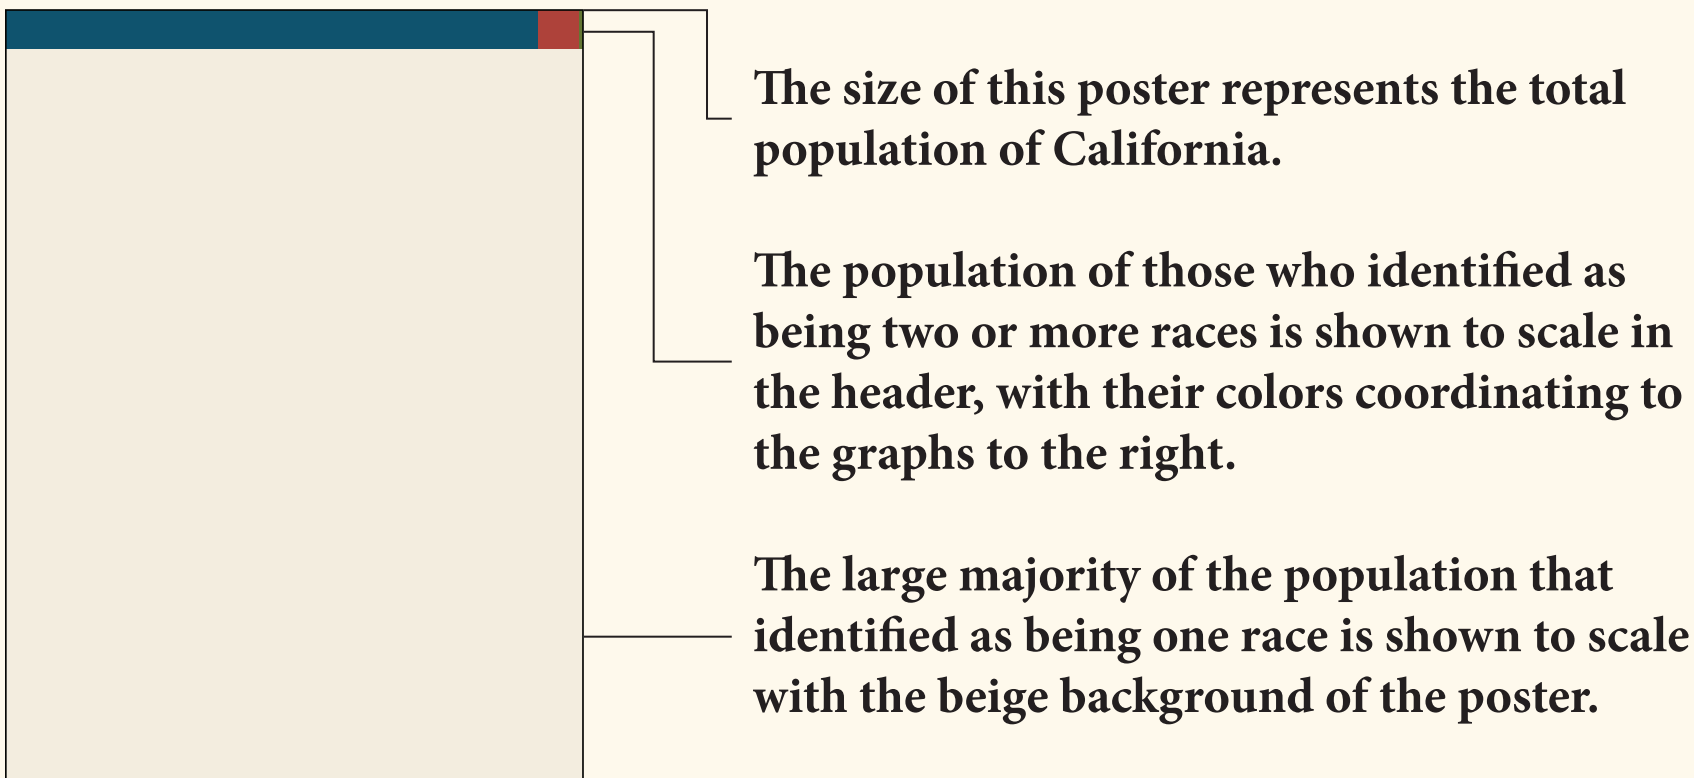 The size of this poster represents the total
population of California.
The population of those who identified as
being two or more races is shown to scale in
the header, with their colors coordinating to
the graphs to the right.
The large majority of the population that
identified as being one race is shown to scale
with the beige background of the poster.